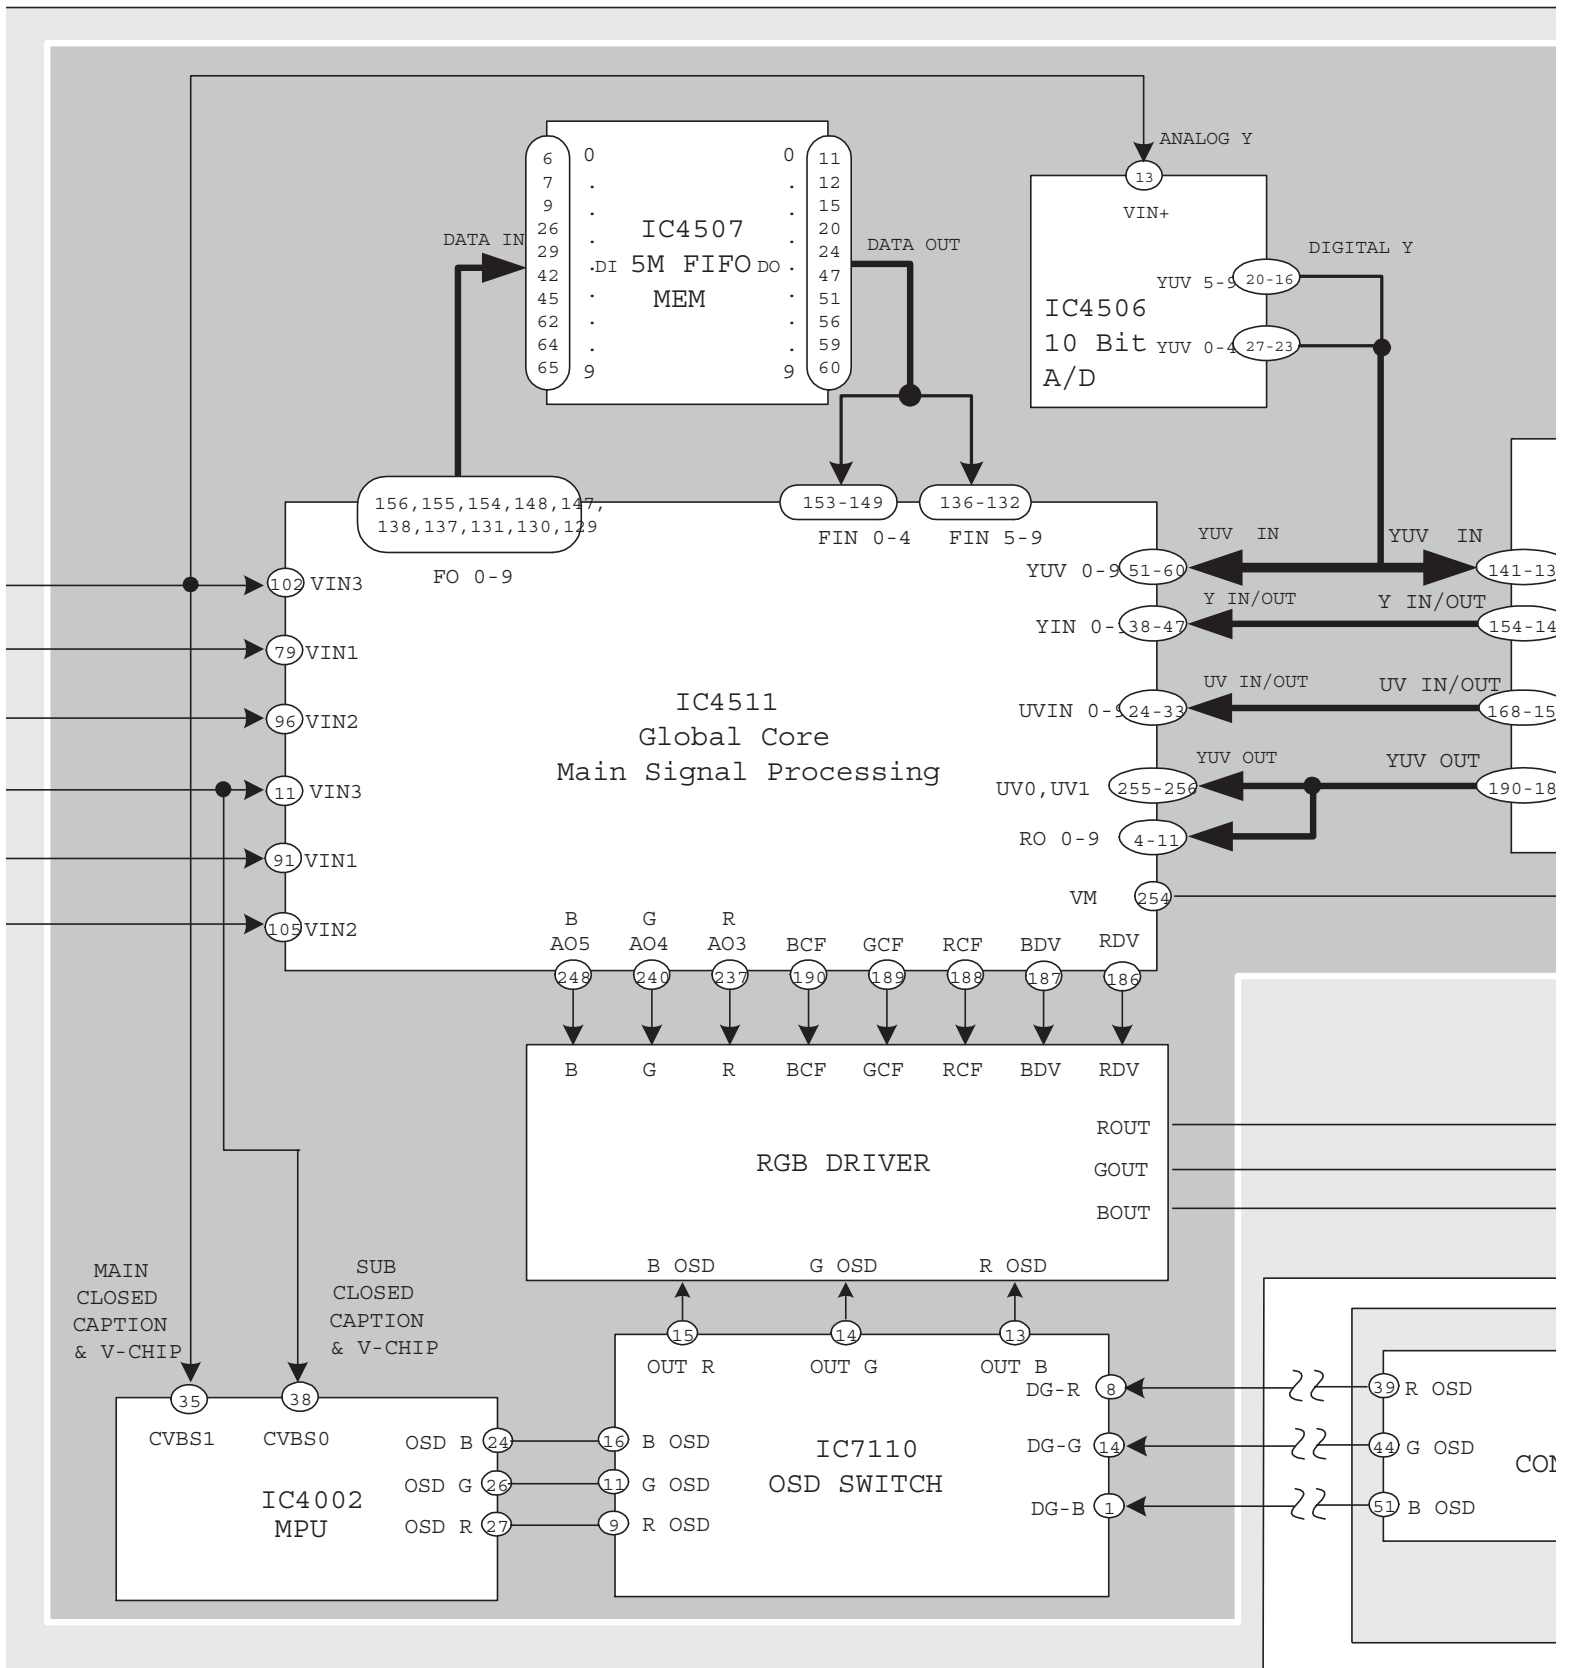 ANALOG Y
13
VIN+
6 0 0 11
7 . . 12
9 . . 15
26 . . 20
29 . . 24
42 . . 47
45 . . 51
62 . . 56
64 . . 59
65 9 9 60
IC4507
DI 5M FIFO DO
MEM
DATA IN
DATA OUT
DIGITAL Y
YUV 5-9 20-16
IC4506
10 Bit YUV 0-4 27-23
A/D
156,155,154,148,147,
138,137,131,130,129
FO 0-9
153-149 136-132
FIN 0-4 FIN 5-9
YUV IN YUV IN
YUV 0-9 51-60 141-13
Y IN/OUT Y IN/OUT
YIN 0- 38-47 154-14
UV IN/OUT UV IN/OUT
UVIN 0-9 24-33 168-15
YUV OUT YUV OUT
UV0,UV1 255-256 190-18
RO 0-9 4-11
VM 254
102 VIN3
79 VIN1
96 VIN2
11 VIN3
91 VIN1
105 VIN2
IC4511
Global Core
Main Signal Processing
B G R
AO5 AO4 AO3 BCF GCF RCF BDV RDV
248 240 237 190 189 188 187 186
B G R BCF GCF RCF BDV RDV
ROUT
RGB DRIVER
GOUT
BOUT
B OSD G OSD R OSD
15 14 13
OUT R OUT G OUT B
MAIN
CLOSED
CAPTION
& V-CHIP
SUB
CLOSED
CAPTION
& V-CHIP
35 38
CVBS1 CVBS0
OSD B 24
OSD G 26
OSD R 27
IC4002
MPU
16 B OSD
11 G OSD
9 R OSD
IC7110
OSD SWITCH
DG-R 8
DG-G 14
DG-B 1
39 R OSD
44 G OSD
51 B OSD
CON